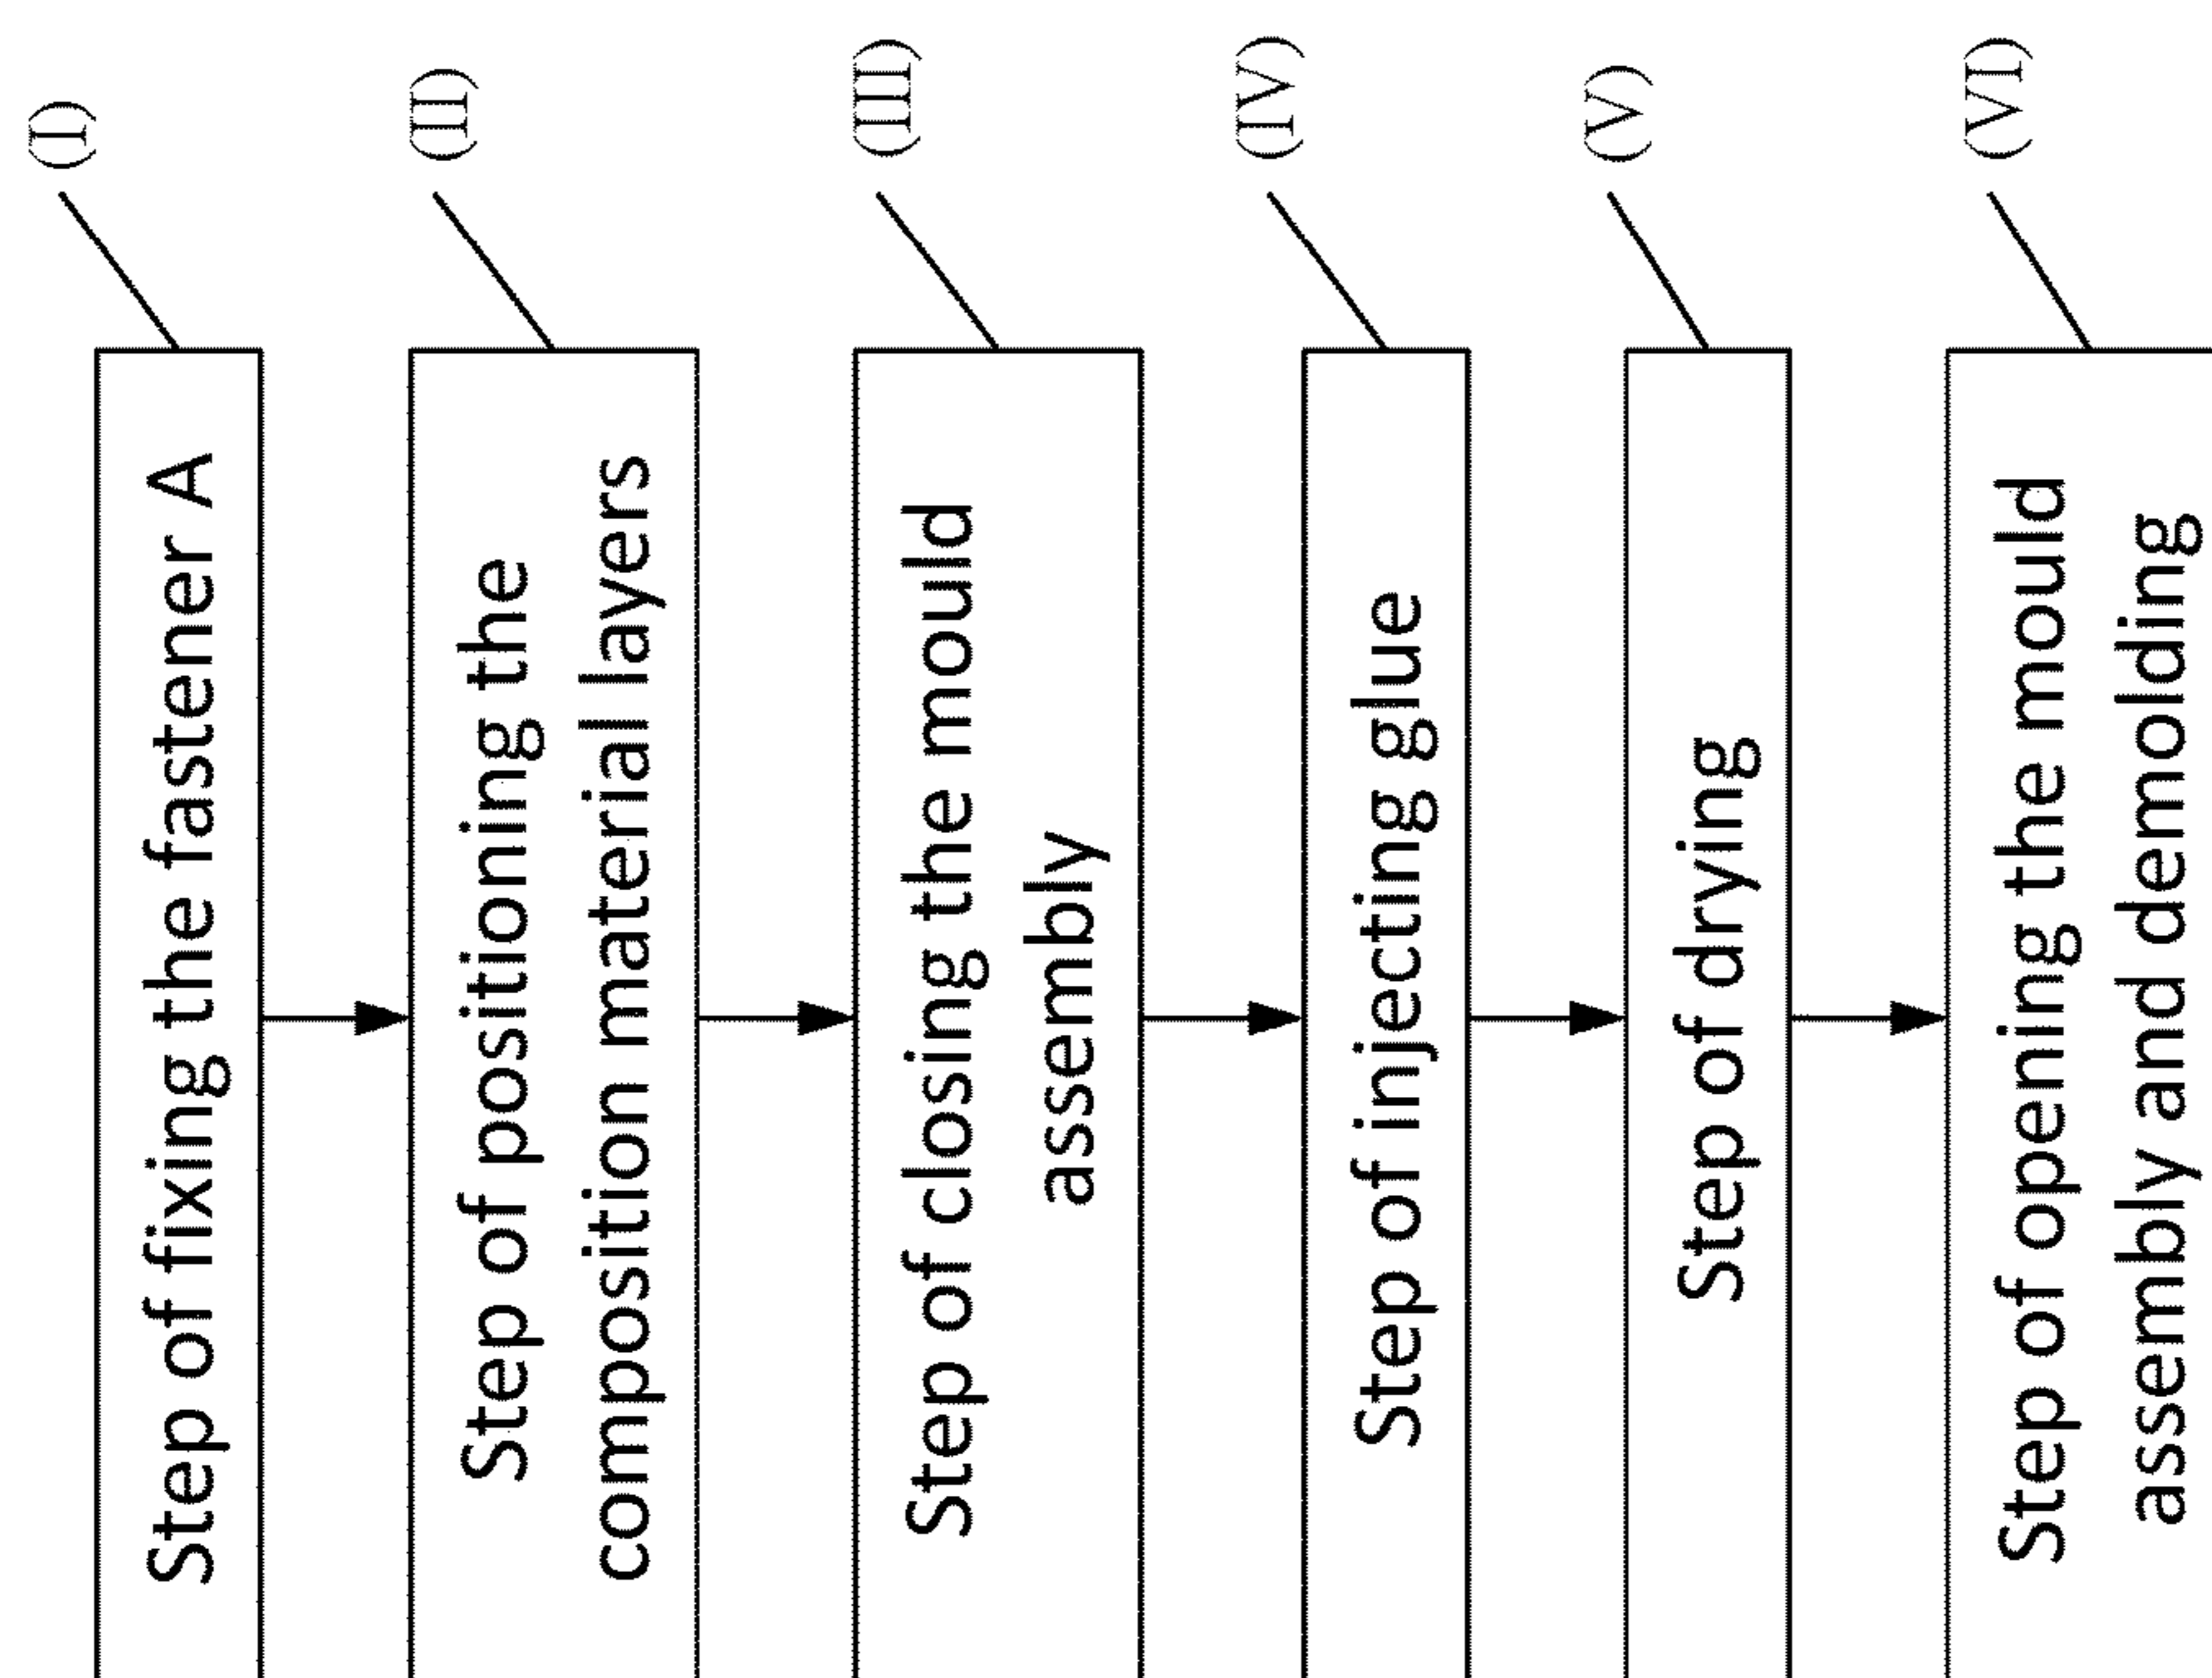 (I)
Step of fixing the fastener A
(II)
Step of positioning the
composition material layers
(III)
Step of closing the mould
assembly
(IV)
Step of injecting glue
(V)
Step of drying
(VI)
Step of opening the mould
assembly and demolding